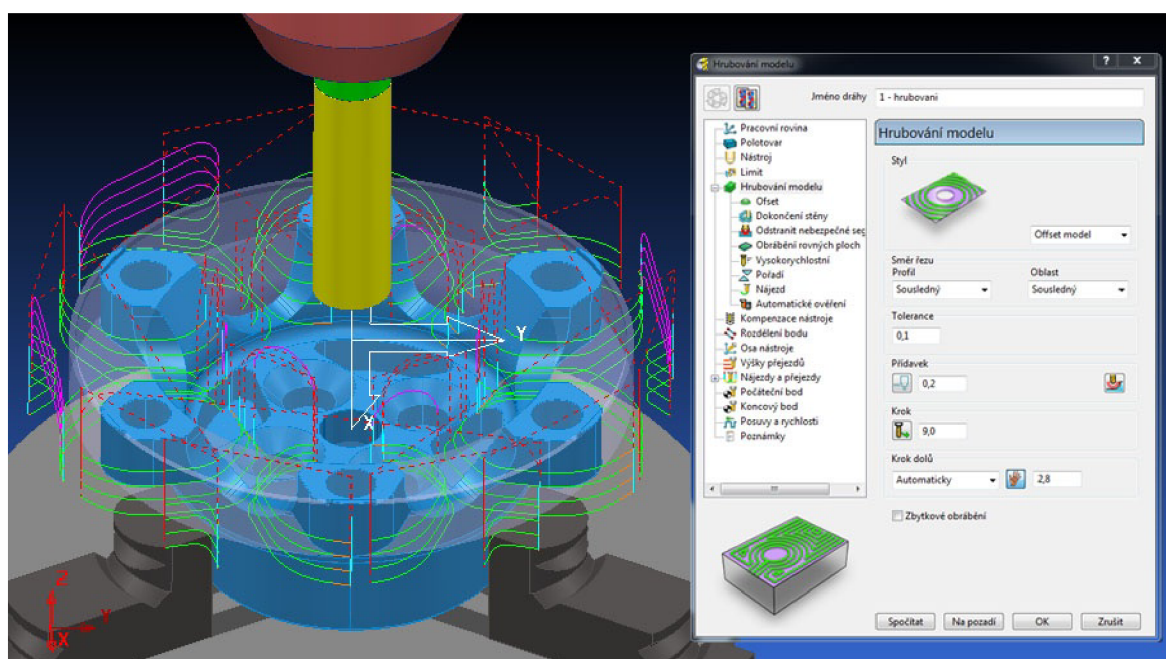 Hrubování modelu
Jméno dráhy 1 - hrubovani
Pracovní rovina
Polotovar
Nástroj
Limit
Hrubování modelu
Ofset
Dokončení stěny
Odstranit nebezpečné seg
Obrábění rovných ploch
Vysokorychlostní
Pořadí
Nájezd
Automatické ověření
Kompenzace nástroje
Rozdělení bodu
Osa nástroje
Výšky přejezdů
Nájezdy a přejezdy
Počáteční bod
Koncový bod
Posuvy a rychlosti
Poznámky
Hrubování modelu
Styl
Offset model
Směr řezu
Profil Oblast
Sousledný Sousledný
Tolerance
0,1
Přídavek
0,2
Krok
9,0
Krok dolů
Automaticky 2,8
Zbytkové obrábění
Spočítat Na pozadí OK Zrušit
Y
X
Z
Y
X